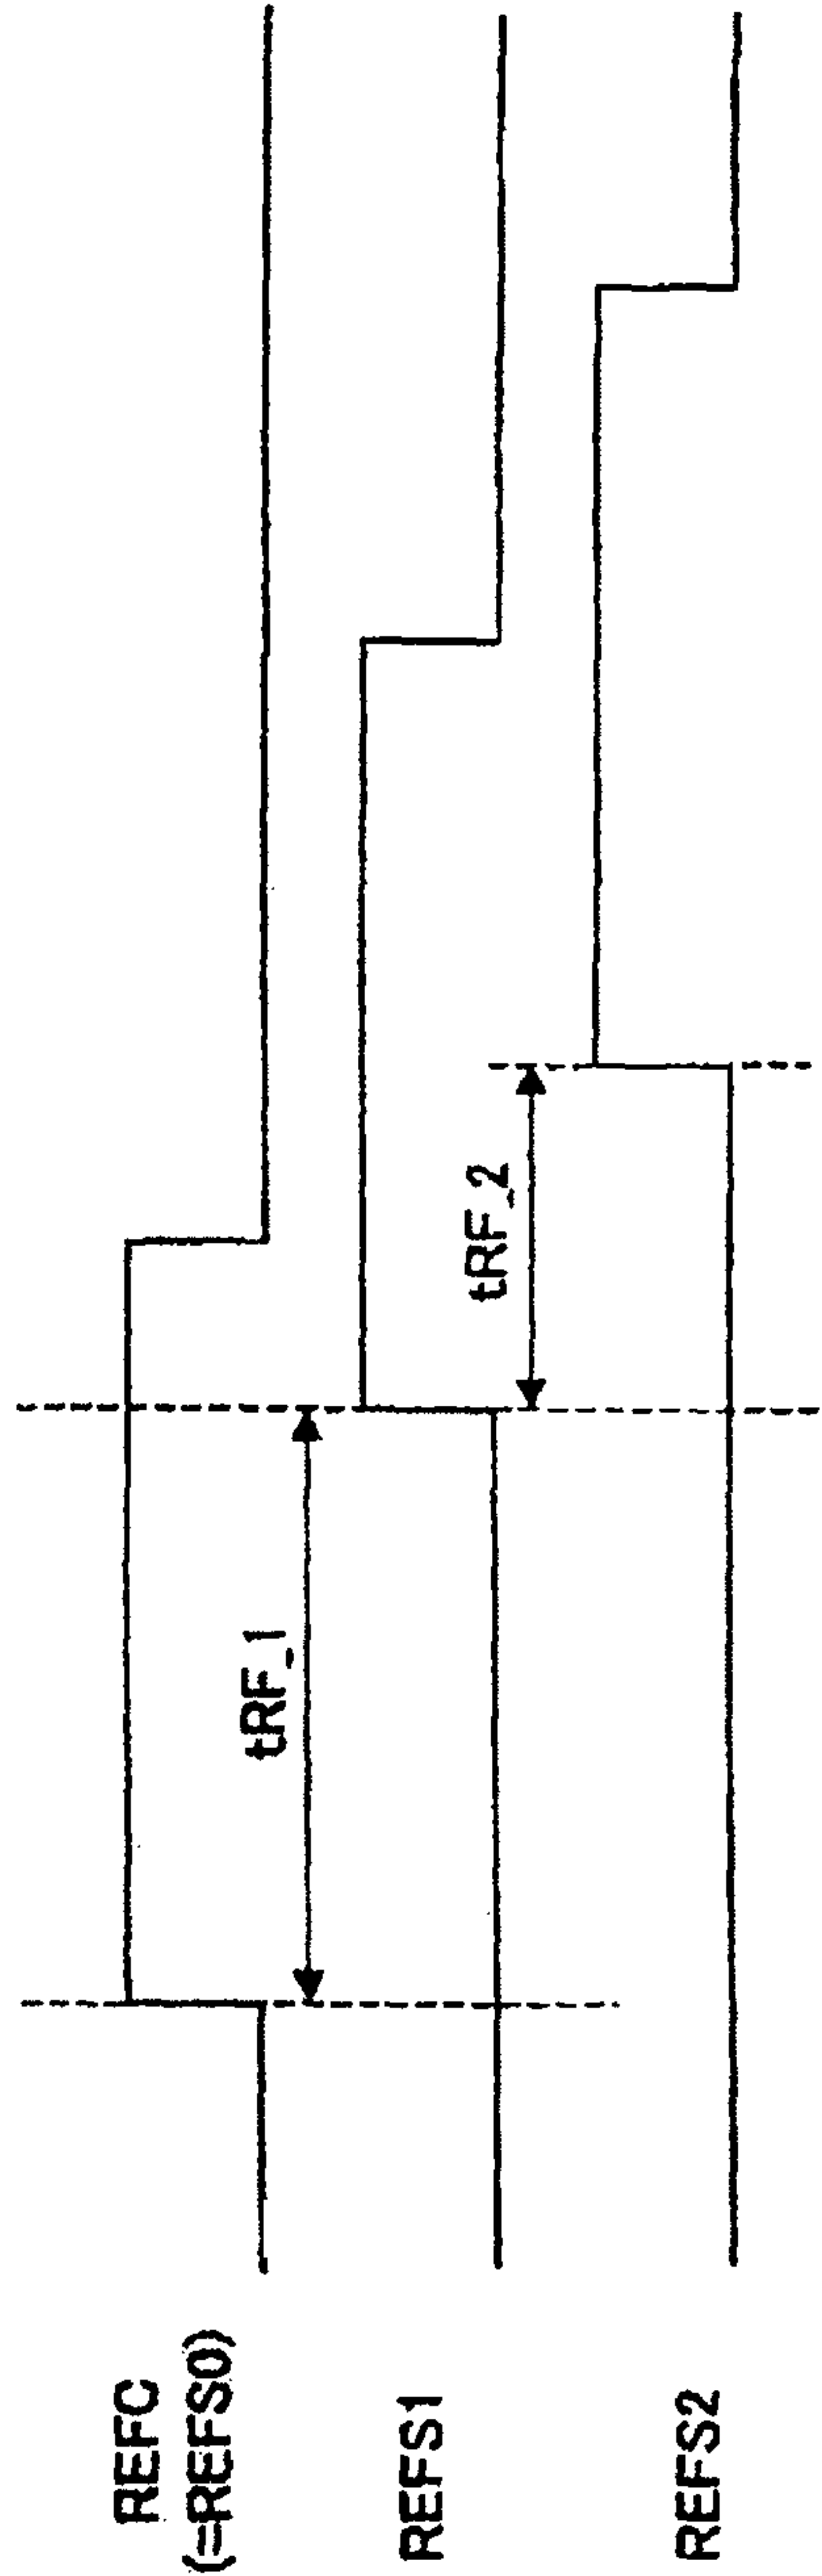 REFC
(=REFS0)
tRF_1
REFS1
tRF_2
REFS2